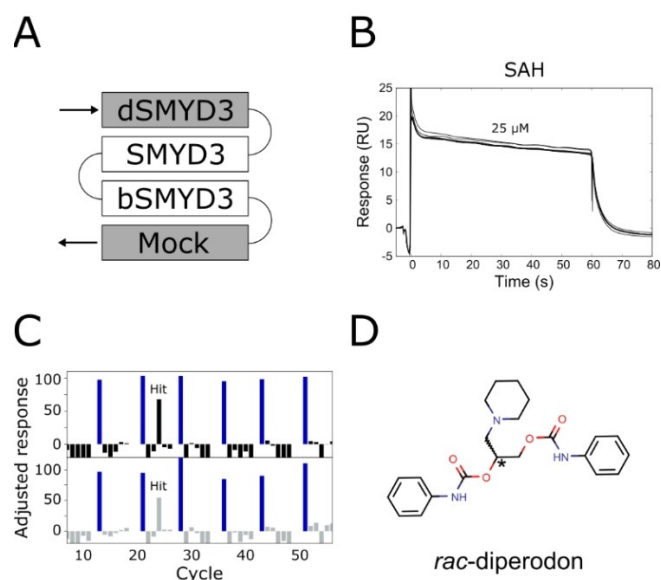 A
dSMYD3
SMYD3
bSMYD3
Mock
B
SAH
25 µM
Response (RU)
25
20
15
10
5
0
-5
0 10 20 30 40 50 60 70 80
Time (s)
C
Adjusted response
100
50
0
Hit
100
50
0
Hit
10 20 30 40 50
Cycle
D
N
O
O
HN
O
NH
O
*
rac-diperodon